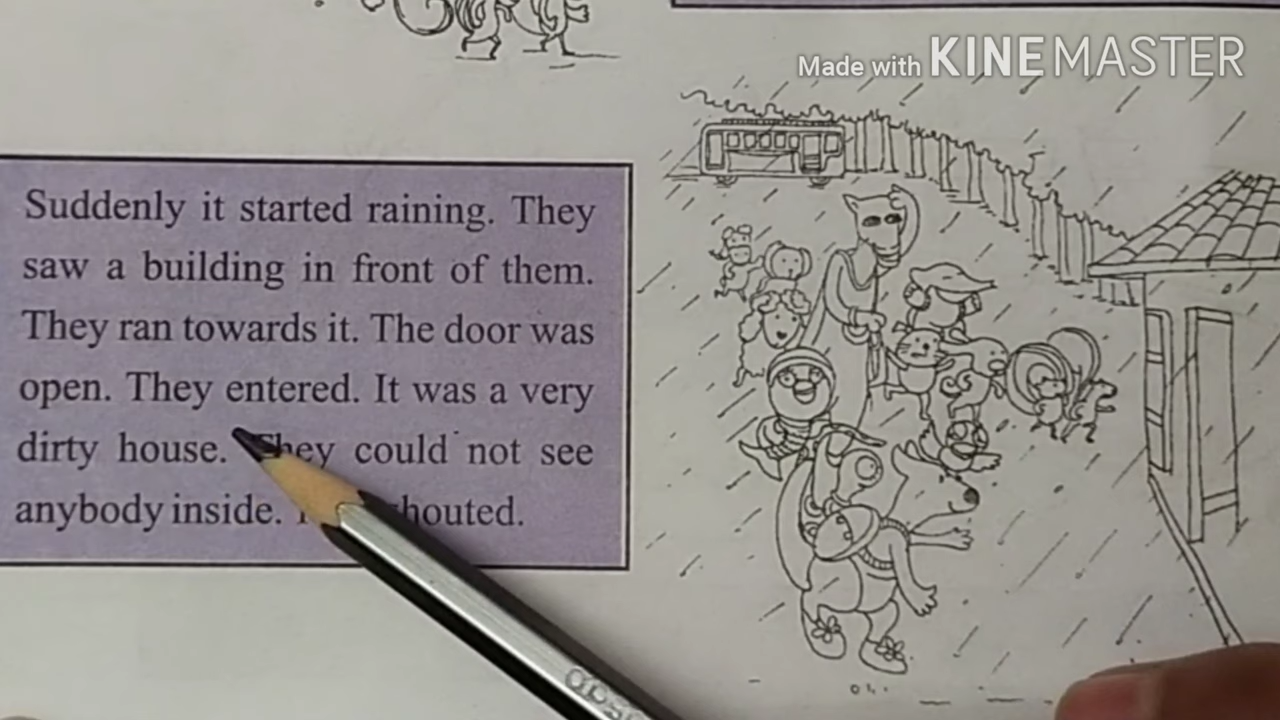 Made with KINEMASTER
Suddenly it started raining. They
saw a building in front of them.
They ran towards it. The door was
open. They entered. It was a very
dirty house. They could not see
anybody inside. shouted.